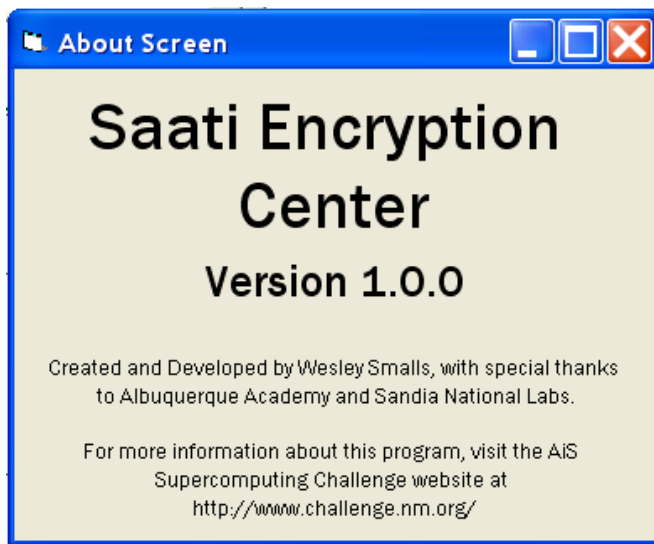 About Screen
Saati Encryption
Center
Version 1.0.0
Created and Developed by Wesley Smalls, with special thanks
to Albuquerque Academy and Sandia National Labs.
For more information about this program, visit the AiS
Supercomputing Challenge website at
http://www.challenge.nm.org/